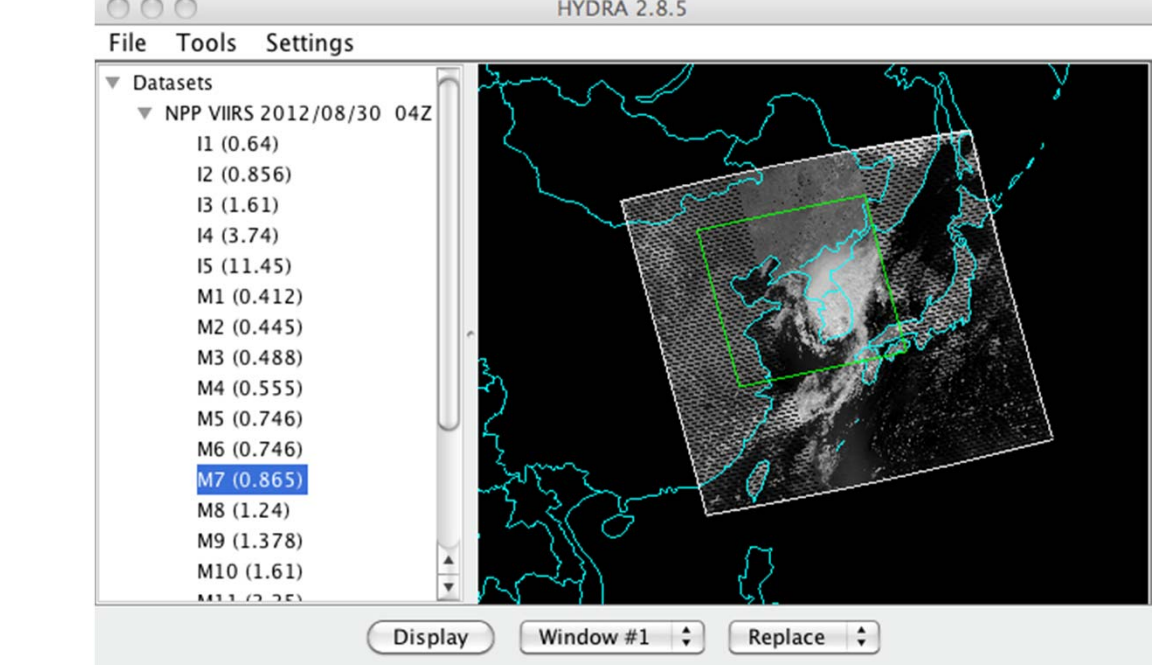 HYDRA 2.8.5
File Tools Settings
Datasets
NPP VIIRS 2012/08/30 04Z
I1 (0.64)
I2 (0.856)
I3 (1.61)
I4 (3.74)
I5 (11.45)
M1 (0.412)
M2 (0.445)
M3 (0.488)
M4 (0.555)
M5 (0.746)
M6 (0.746)
M7 (0.865)
M8 (1.24)
M9 (1.378)
M10 (1.61)
M11 (2.25)
Display Window #1 Replace